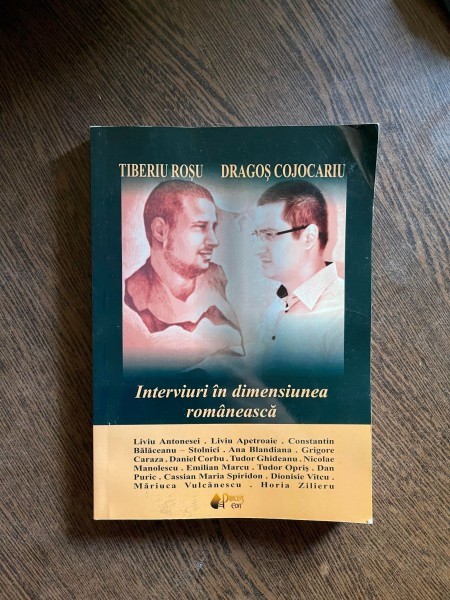 TIBERIU ROȘU DRAGOȘ COJOCARIU
Interviuri în dimensiunea
românească
Liviu Antonesei . Liviu Apetroaie . Constantin
Bălăceanu – Stolnici . Ana Blandiana . Grigore
Caraza . Daniel Corbu . Tudor Ghideanu . Nicolae
Manolescu . Emilian Marcu . Tudor Opriș . Dan
Puric . Cassian Maria Spiridon . Dionisie Vitcu .
Măriuca Vulcănescu . Horia Zilieru
Princeps
Edit